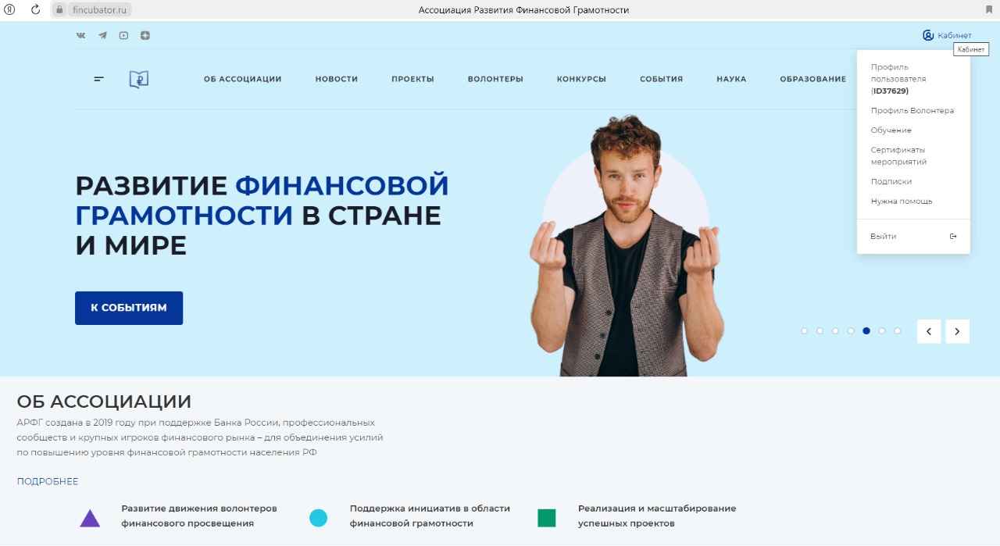 fincubator.ru
Ассоциация Развития Финансовой Грамотности
Кабинет
Кабинет
ОБ АССОЦИАЦИИ
НОВОСТИ
ПРОЕКТЫ
ВОЛОНТЕРЫ
КОНКУРСЫ
СОБЫТИЯ
НАУКА
ОБРАЗОВАНИЕ
Профиль
пользователя
(ID37629)
Профиль Волонтера
Обучение
Сертификаты
мероприятий
Подписки
Нужна помощь
Выйти
РАЗВИТИЕ ФИНАНСОВОЙ
ГРАМОТНОСТИ В СТРАНЕ
И МИРЕ
К СОБЫТИЯМ
ОБ АССОЦИАЦИИ
АРФГ создана в 2019 году при поддержке Банка России, профессиональных
сообществ и крупных игроков финансового рынка – для объединения усилий
по повышению уровня финансовой грамотности населения РФ
ПОДРОБНЕЕ
Развитие движения волонтеров
финансового просвещения
Поддержка инициатив в области
финансовой грамотности
Реализация и масштабирование
успешных проектов